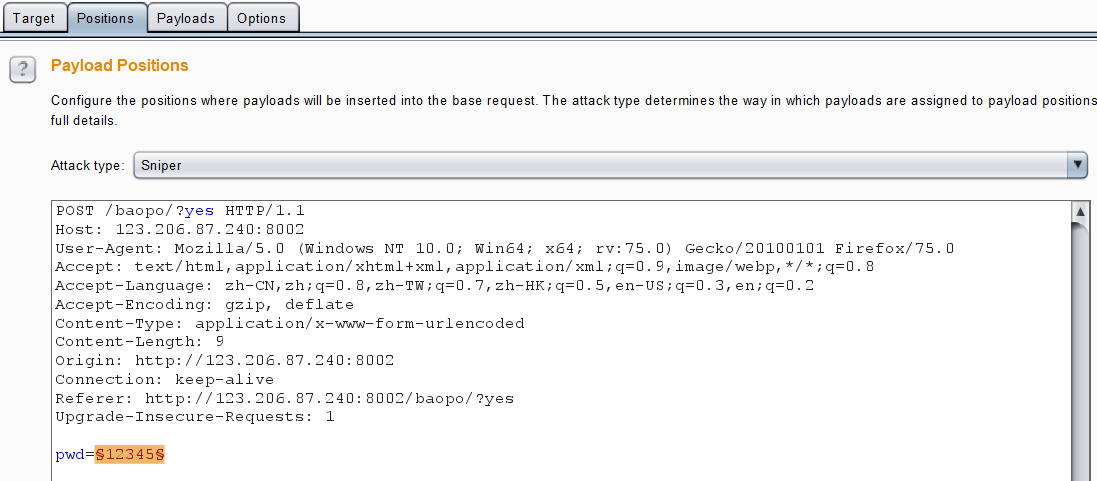 Target Positions Payloads Options
? Payload Positions
Configure the positions where payloads will be inserted into the base request. The attack type determines the way in which payloads are assigned to payload positions
full details.
Attack type: Sniper
POST /baopo/?yes HTTP/1.1
Host: 123.206.87.240:8002
User-Agent: Mozilla/5.0 (Windows NT 10.0; Win64; x64; rv:75.0) Gecko/20100101 Firefox/75.0
Accept: text/html,application/xhtml+xml,application/xml;q=0.9,image/webp,*/*;q=0.8
Accept-Language: zh-CN,zh;q=0.8,zh-TW;q=0.7,zh-HK;q=0.5,en-US;q=0.3,en;q=0.2
Accept-Encoding: gzip, deflate
Content-Type: application/x-www-form-urlencoded
Content-Length: 9
Origin: http://123.206.87.240:8002
Connection: keep-alive
Referer: http://123.206.87.240:8002/baopo/?yes
Upgrade-Insecure-Requests: 1
pwd=§12345§